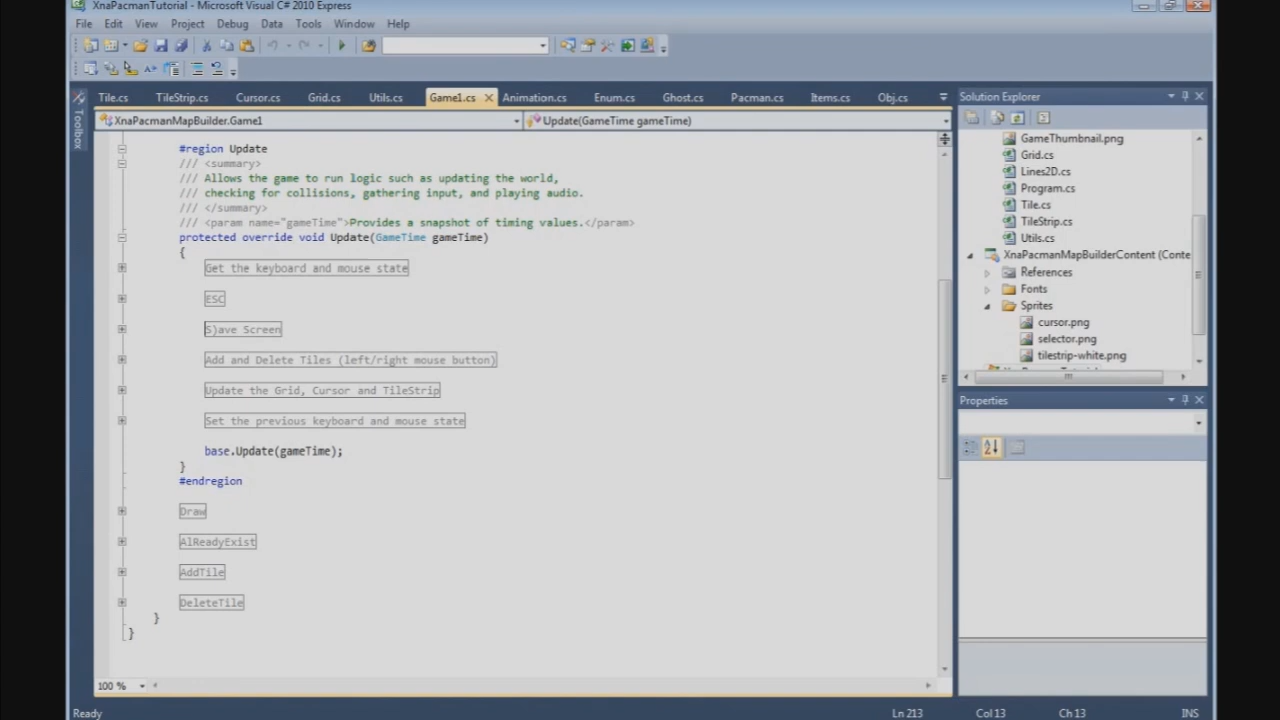 XnaPacmanTutorial - Microsoft Visual C# 2010 Express
File Edit View Project Debug Data Tools Window Help
Toolbox
Tile.cs TileStrip.cs Cursor.cs Grid.cs Utils.cs Game1.cs Animation.cs Enum.cs Ghost.cs Pacman.cs Items.cs Obj.cs
XnaPacmanMapBuilder.Game1 Update(GameTime gameTime)
#region Update
/// <summary>
/// Allows the game to run logic such as updating the world,
/// checking for collisions, gathering input, and playing audio.
/// </summary>
/// <param name="gameTime">Provides a snapshot of timing values.</param>
protected override void Update(GameTime gameTime)
{
Get the keyboard and mouse state
ESC
S)ave Screen
Add and Delete Tiles (left/right mouse button)
Update the Grid, Cursor and TileStrip
Set the previous keyboard and mouse state
base.Update(gameTime);
}
#endregion
Draw
AlReadyExist
AddTile
DeleteTile
}
}
100 %
Solution Explorer
GameThumbnail.png
Grid.cs
Lines2D.cs
Program.cs
Tile.cs
TileStrip.cs
Utils.cs
XnaPacmanMapBuilderContent (Conte
References
Fonts
Sprites
cursor.png
selector.png
tilestrip-white.png
Properties
Ready Ln 213 Col 13 Ch 13 INS